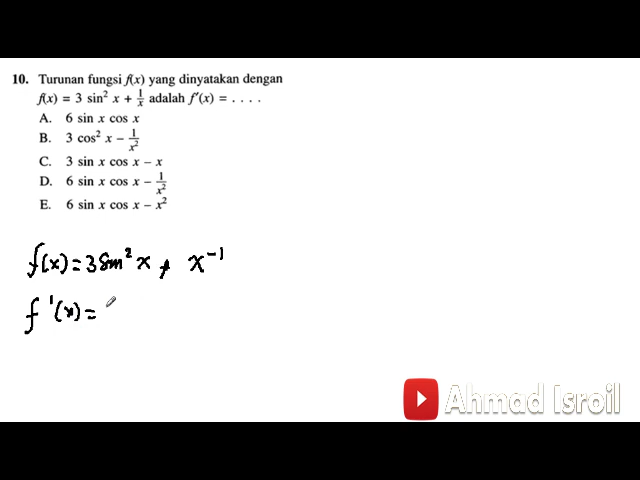 10. Turunan fungsi f(x) yang dinyatakan dengan
f(x) = 3 sin² x + 1/x adalah f'(x) = . . . .
A. 6 sin x cos x
B. 3 cos² x − 1/x²
C. 3 sin x cos x − x
D. 6 sin x cos x − 1/x²
E. 6 sin x cos x − x²
f(x) = 3 sin² x + x⁻¹
f'(x) =
Ahmad Isroil